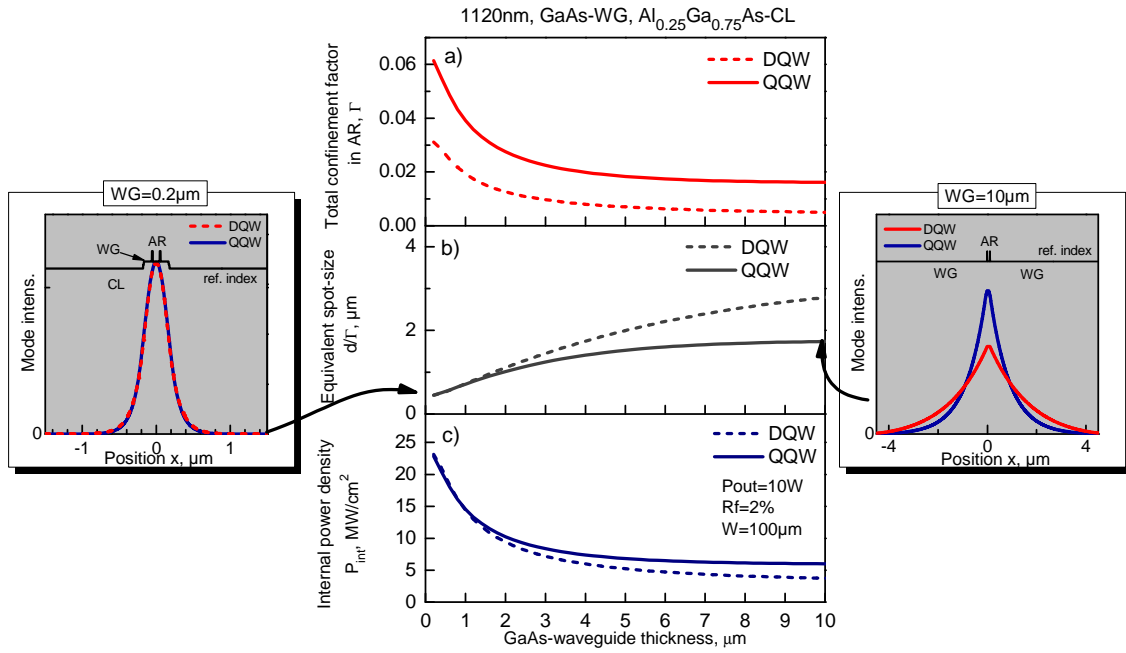 1120nm, GaAs-WG, Al0.25Ga0.75As-CL
a)
DQW
QQW
Total confinement factor
in AR, Γ
0.06
0.04
0.02
0.00
b)
DQW
QQW
Equivalent spot-size
d/Γ, µm
4
2
0
c)
DQW
QQW
Pout=10W
Rf=2%
W=100µm
Internal power density
Pint, MW/cm2
25
20
15
10
5
0
0 1 2 3 4 5 6 7 8 9 10
GaAs-waveguide thickness, µm
WG=0.2µm
DQW
QQW
AR
WG
CL
ref. index
Mode intens.
0
-1 0 1
Position x, µm
WG=10µm
DQW
QQW
AR
ref. index
WG WG
Mode intens.
0
-4 -2 0 2 4
Position x, µm